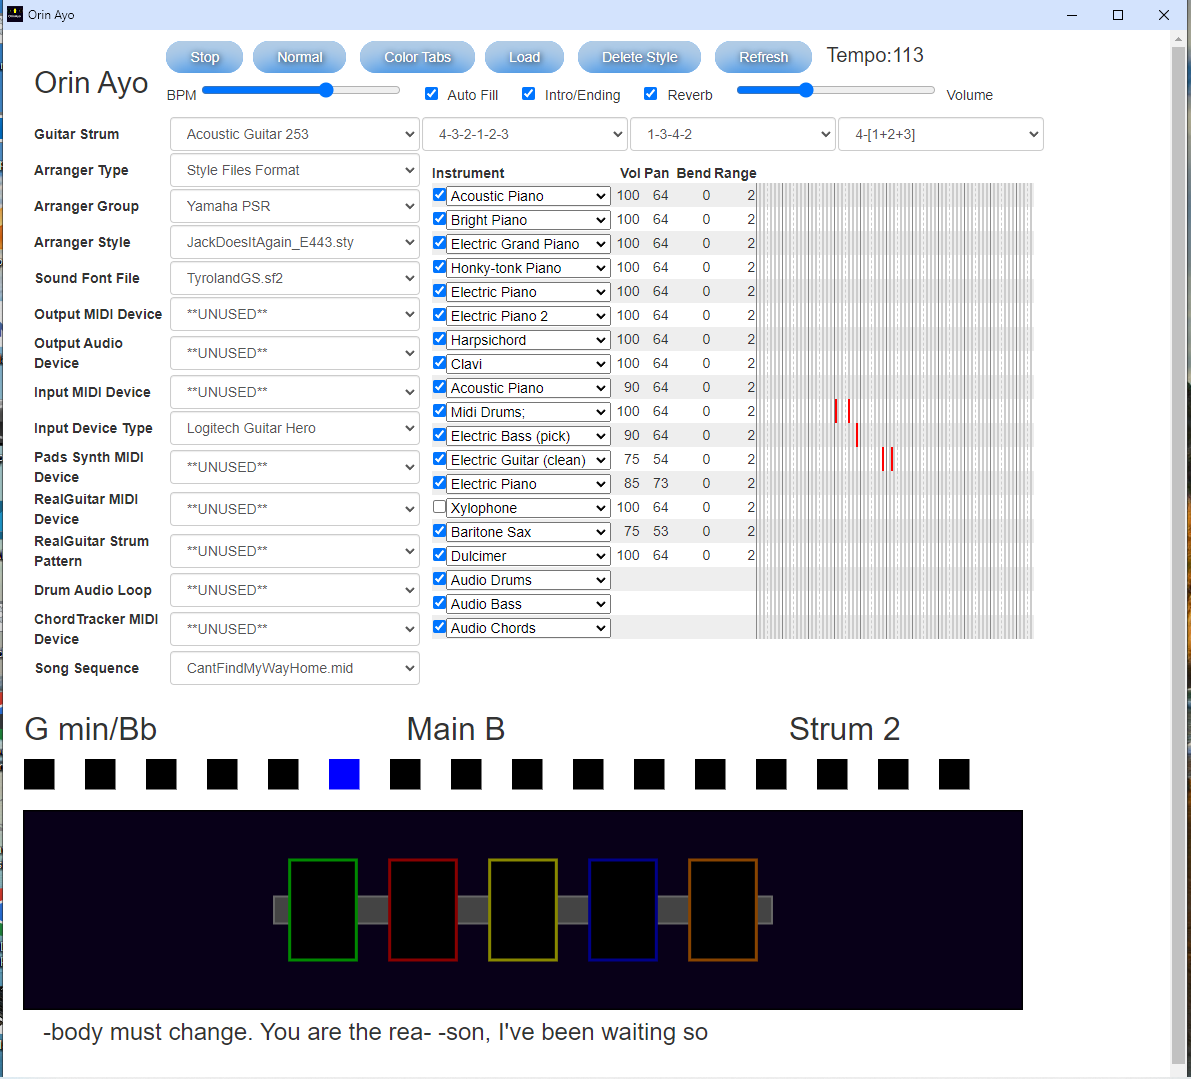 Orin Ayo
Stop Normal Color Tabs Load Delete Style Refresh Tempo:113
Orin Ayo
BPM Auto Fill Intro/Ending Reverb Volume
Guitar Strum Acoustic Guitar 253 4-3-2-1-2-3 1-3-4-2 4-[1+2+3]
Arranger Type Style Files Format
Arranger Group Yamaha PSR
Arranger Style JackDoesItAgain_E443.sty
Sound Font File TyrolandGS.sf2
Output MIDI Device **UNUSED**
Output Audio
Device **UNUSED**
Input MIDI Device **UNUSED**
Input Device Type Logitech Guitar Hero
Pads Synth MIDI
Device **UNUSED**
RealGuitar MIDI
Device **UNUSED**
RealGuitar Strum
Pattern **UNUSED**
Drum Audio Loop **UNUSED**
ChordTracker MIDI
Device **UNUSED**
Song Sequence CantFindMyWayHome.mid
Instrument Vol Pan Bend Range
Acoustic Piano 100 64 0 2
Bright Piano 100 64 0 2
Electric Grand Piano 100 64 0 2
Honky-tonk Piano 100 64 0 2
Electric Piano 100 64 0 2
Electric Piano 2 100 64 0 2
Harpsichord 100 64 0 2
Clavi 100 64 0 2
Acoustic Piano 90 64 0 2
Midi Drums; 100 64 0 2
Electric Bass (pick) 90 64 0 2
Electric Guitar (clean) 75 54 0 2
Electric Piano 85 73 0 2
Xylophone 100 64 0 2
Baritone Sax 75 53 0 2
Dulcimer 100 64 0 2
Audio Drums
Audio Bass
Audio Chords
G min/Bb Main B Strum 2
-body must change. You are the rea- -son, I've been waiting so